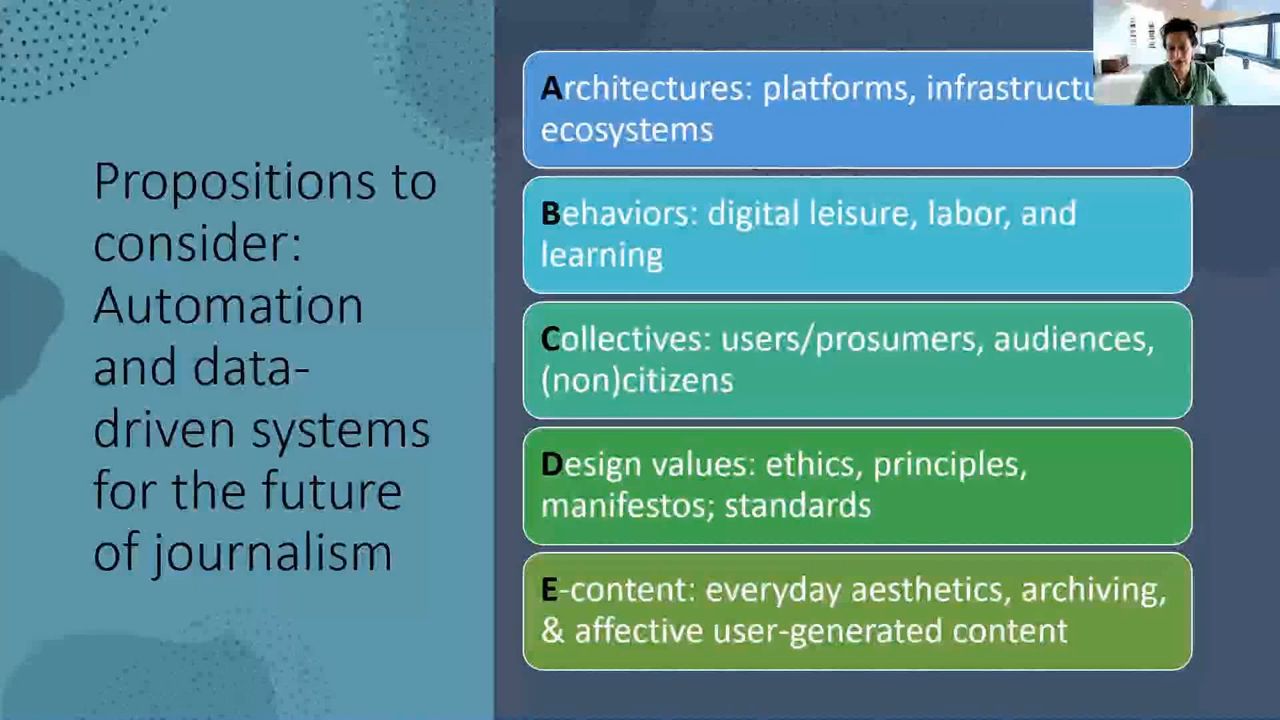 Propositions to
consider:
Automation
and data-
driven systems
for the future
of journalism
Architectures: platforms,
ecosystems
Behaviors: digital leisure, labor, and
learning
Collectives: users/prosumers, audiences,
(non)citizens
Design values: ethics, principles,
manifestos; standards
E-content: everyday aesthetics, archiving,
& affective user-generated content